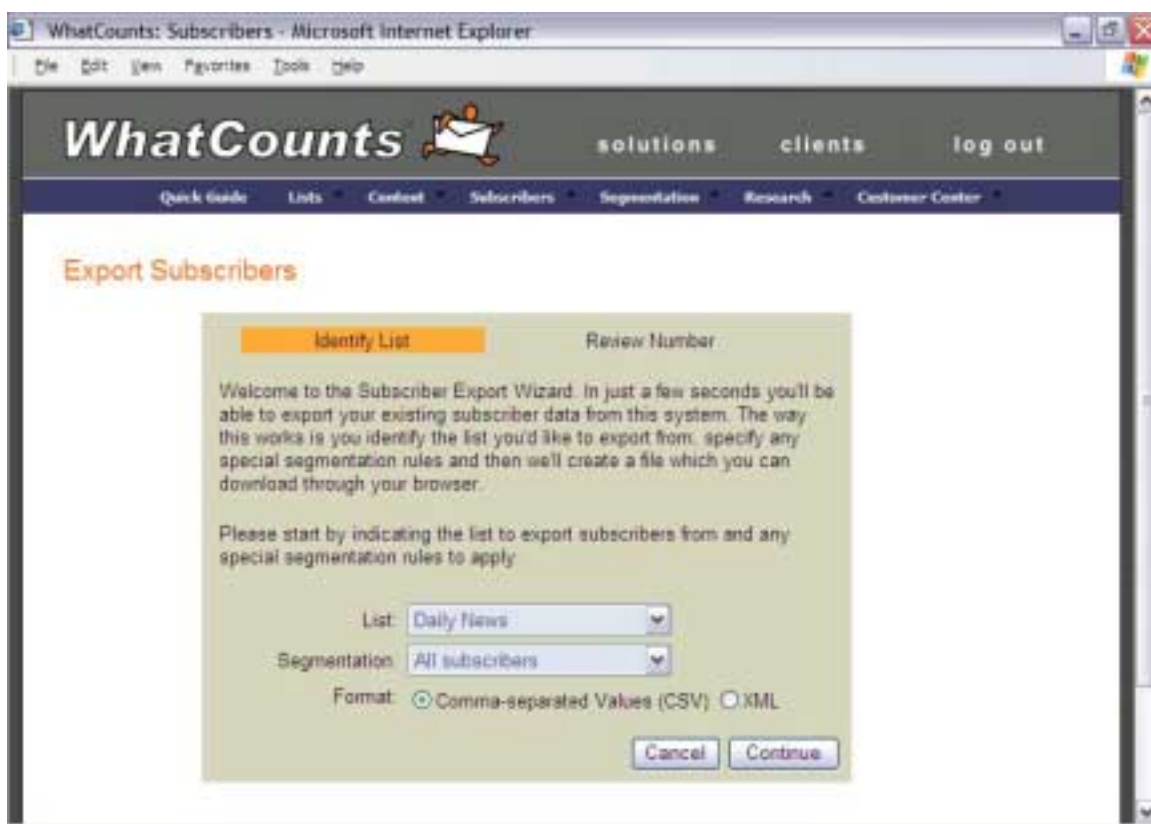 WhatCounts: Subscribers - Microsoft Internet Explorer
File Edit View Favorites Tools Help
WhatCounts solutions clients log out
Quick Guide Lists Content Subscribers Segmentation Research Customer Center
Export Subscribers
Identify List Review Number
Welcome to the Subscriber Export Wizard. In just a few seconds you'll be
able to export your existing subscriber data from this system. The way
this works is you identify the list you'd like to export from, specify any
special segmentation rules and then we'll create a file which you can
download through your browser.
Please start by indicating the list to export subscribers from and any
special segmentation rules to apply.
List: Daily News
Segmentation: All subscribers
Format: Comma-separated Values (CSV) XML
Cancel Continue